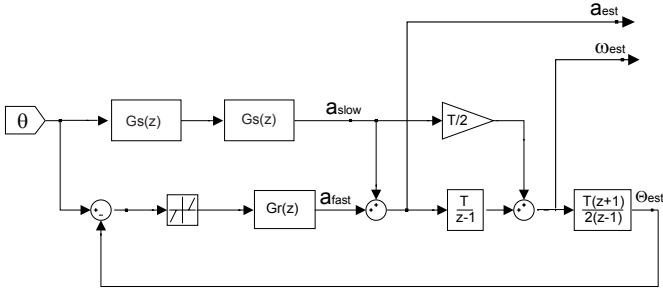 aest
ωest
θ
Gs(z)
Gs(z)
aslow
T/2
Gr(z)
afast
T
z-1
T(z+1)
2(z-1)
Θest